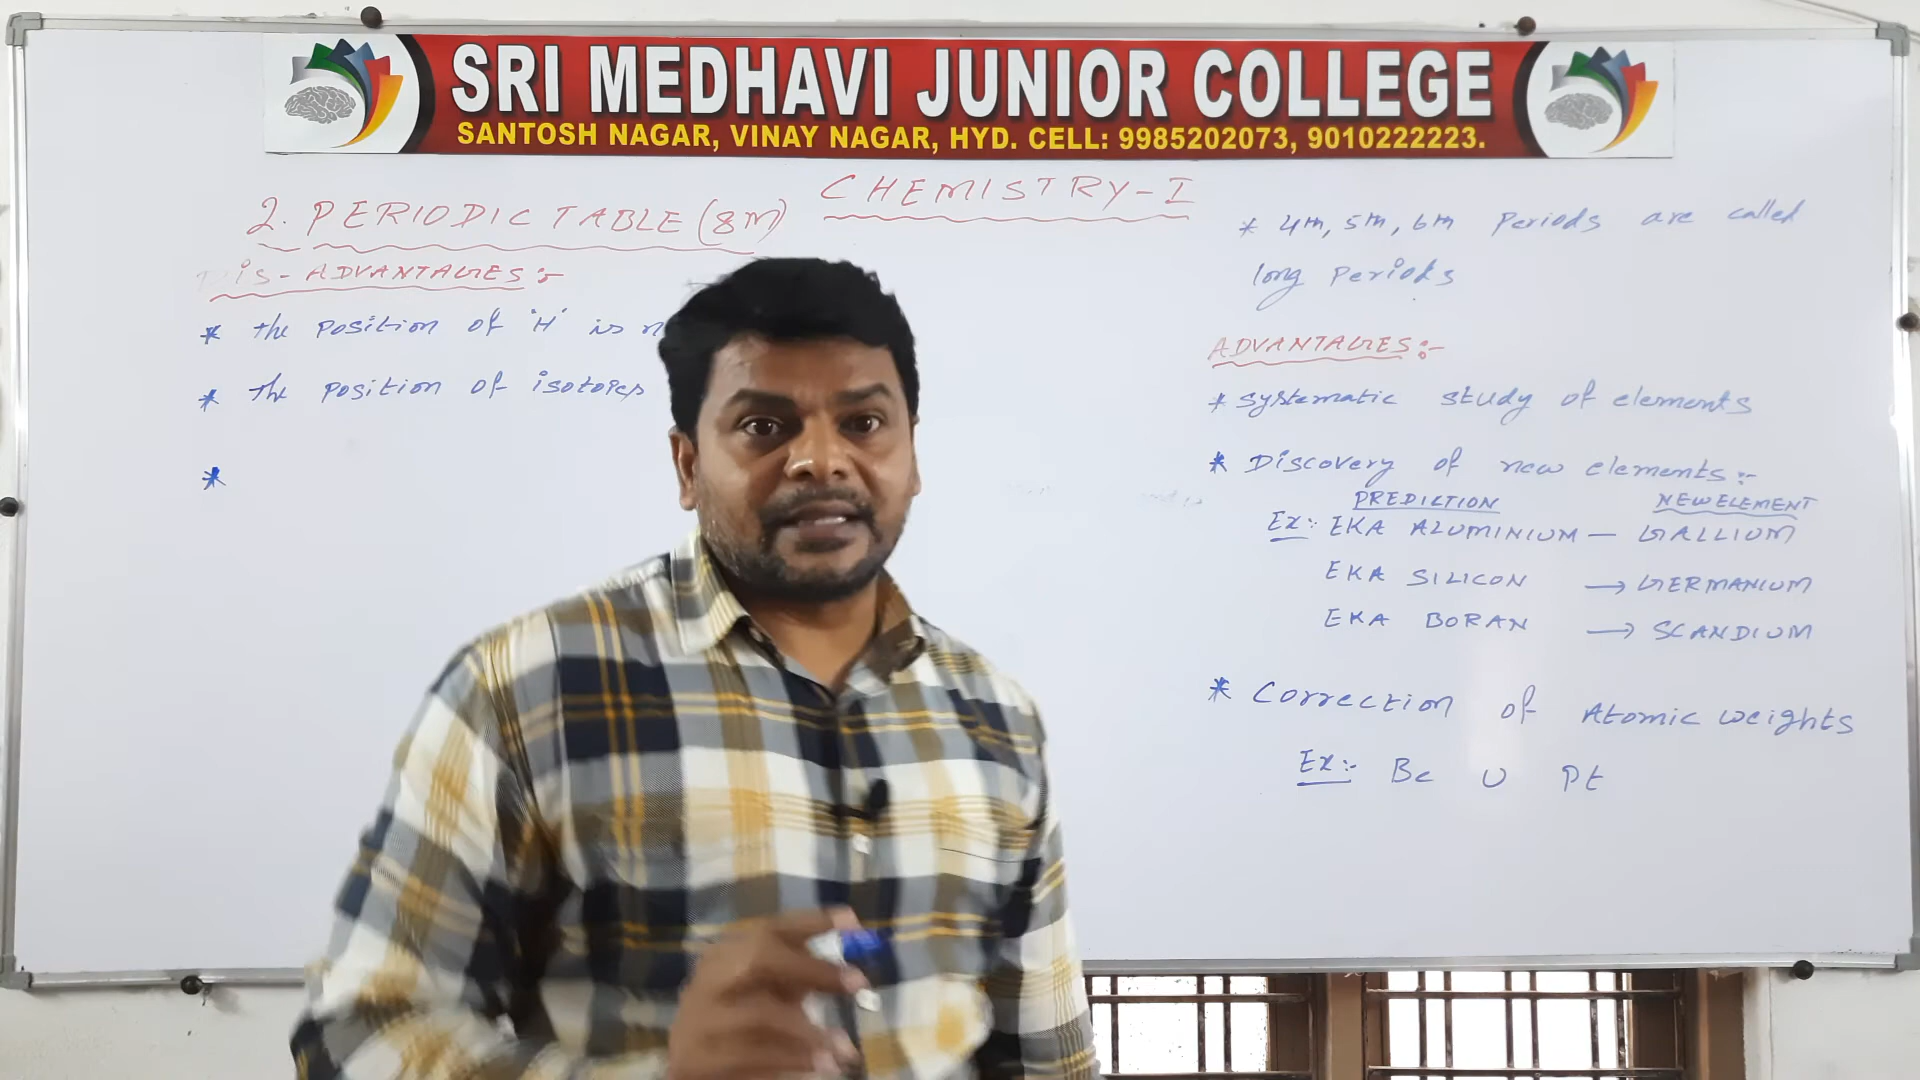 SRI MEDHAVI JUNIOR COLLEGE
SANTOSH NAGAR, VINAY NAGAR, HYD. CELL: 9985202073, 9010222223.
CHEMISTRY-I
2. PERIODIC TABLE (8M)
DIS-ADVANTAGES:-
* the position of 'H' is
* the position of isotopes
*
* 4th, 5th, 6th Periods are called
long Periods
ADVANTAGES:-
* systematic study of elements
* Discovery of new elements:-
PREDICTION NEW ELEMENT
Ex:- EKA ALUMINIUM — GALLIUM
EKA SILICON → GERMANIUM
EKA BORAN → SCANDIUM
* Correction of Atomic weights
Ex:- Be U Pt